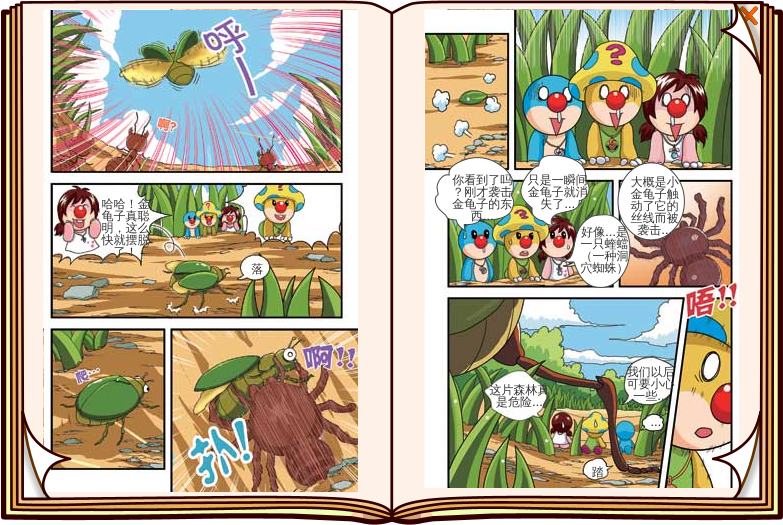 呼—
啊?
哈哈！金
龟子真聪
明，这么
快就摆脱
了！
落
爬...
啊!!
扑!
?
你看到了吗
？刚才袭击
金龟子的东
西...
只是一瞬间
金龟子就消
失了...
好像...是
一只蝰蟷
（一种洞
穴蜘蛛）
大概是小
金龟子触
动了它的
丝线而被
袭击...
唔!!
这片森林真
是危险...
我们以后
可要小心
一些.
...
踏